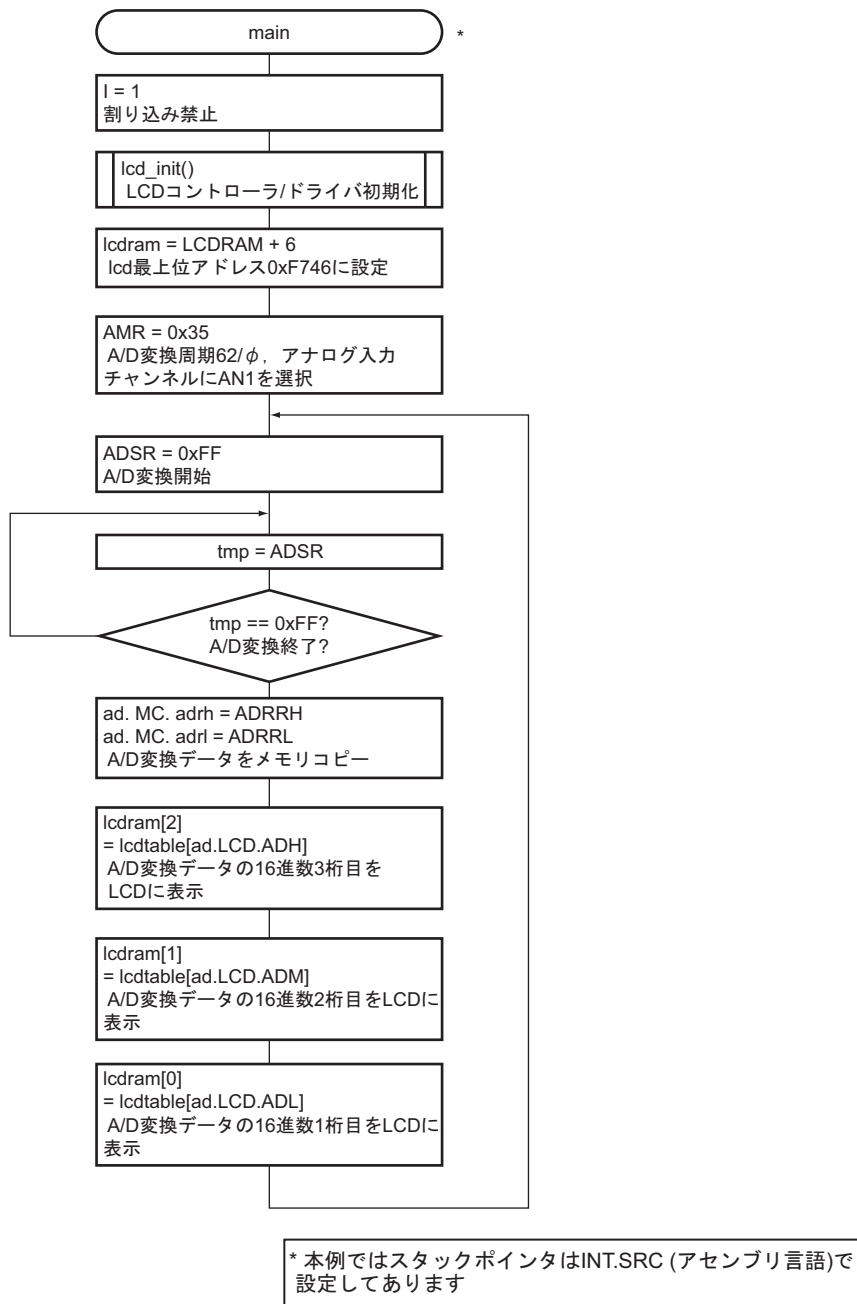 main
*
I = 1
割り込み禁止
lcd_init()
LCDコントローラ/ドライバ初期化
lcdram = LCDRAM + 6
lcd最上位アドレス0xF746に設定
AMR = 0x35
A/D変換周期62/φ, アナログ入力
チャンネルにAN1を選択
ADSR = 0xFF
A/D変換開始
tmp = ADSR
tmp == 0xFF?
A/D変換終了?
ad. MC. adrh = ADRRH
ad. MC. adrl = ADRRL
A/D変換データをメモリコピー
lcdram[2]
= lcdtable[ad.LCD.ADH]
A/D変換データの16進数3桁目を
LCDに表示
lcdram[1]
= lcdtable[ad.LCD.ADM]
A/D変換データの16進数2桁目をLCDに
表示
lcdram[0]
= lcdtable[ad.LCD.ADL]
A/D変換データの16進数1桁目をLCDに
表示
* 本例ではスタックポインタはINT.SRC (アセンブリ言語)で
設定してあります